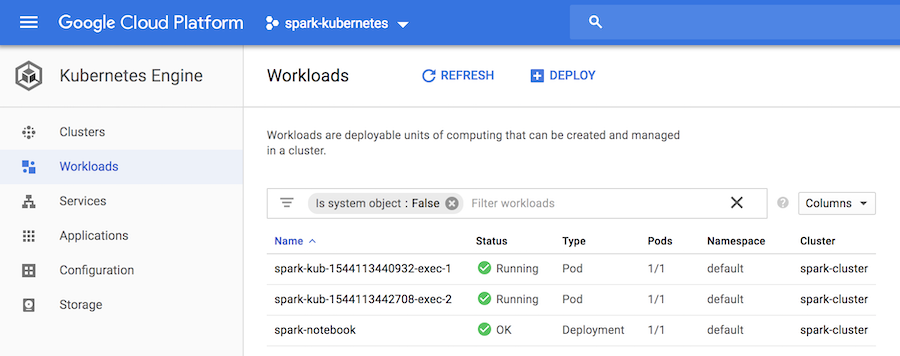 Google Cloud Platform spark-kubernetes
Kubernetes Engine
Workloads REFRESH DEPLOY
Clusters
Workloads
Services
Applications
Configuration
Storage
Workloads are deployable units of computing that can be created and managed
in a cluster.
Is system object : False Filter workloads Columns
Name Status Type Pods Namespace Cluster
spark-kub-1544113440932-exec-1 Running Pod 1/1 default spark-cluster
spark-kub-1544113442708-exec-2 Running Pod 1/1 default spark-cluster
spark-notebook OK Deployment 1/1 default spark-cluster